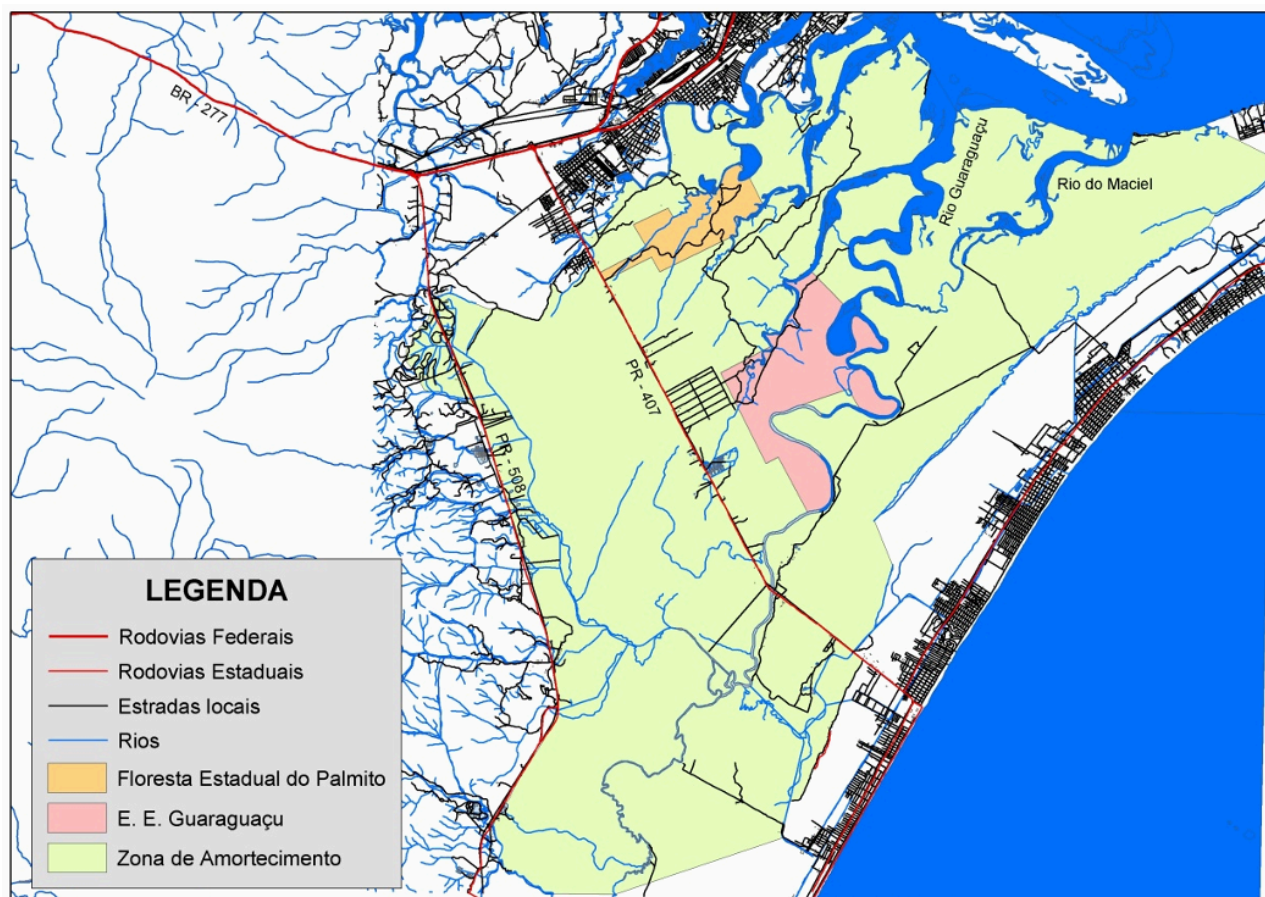 BR - 277
Rio Guaraguaçu
Rio do Maciel
PR - 407
PR - 508
LEGENDA
Rodovias Federais
Rodovias Estaduais
Estradas locais
Rios
Floresta Estadual do Palmito
E. E. Guaraguaçu
Zona de Amortecimento